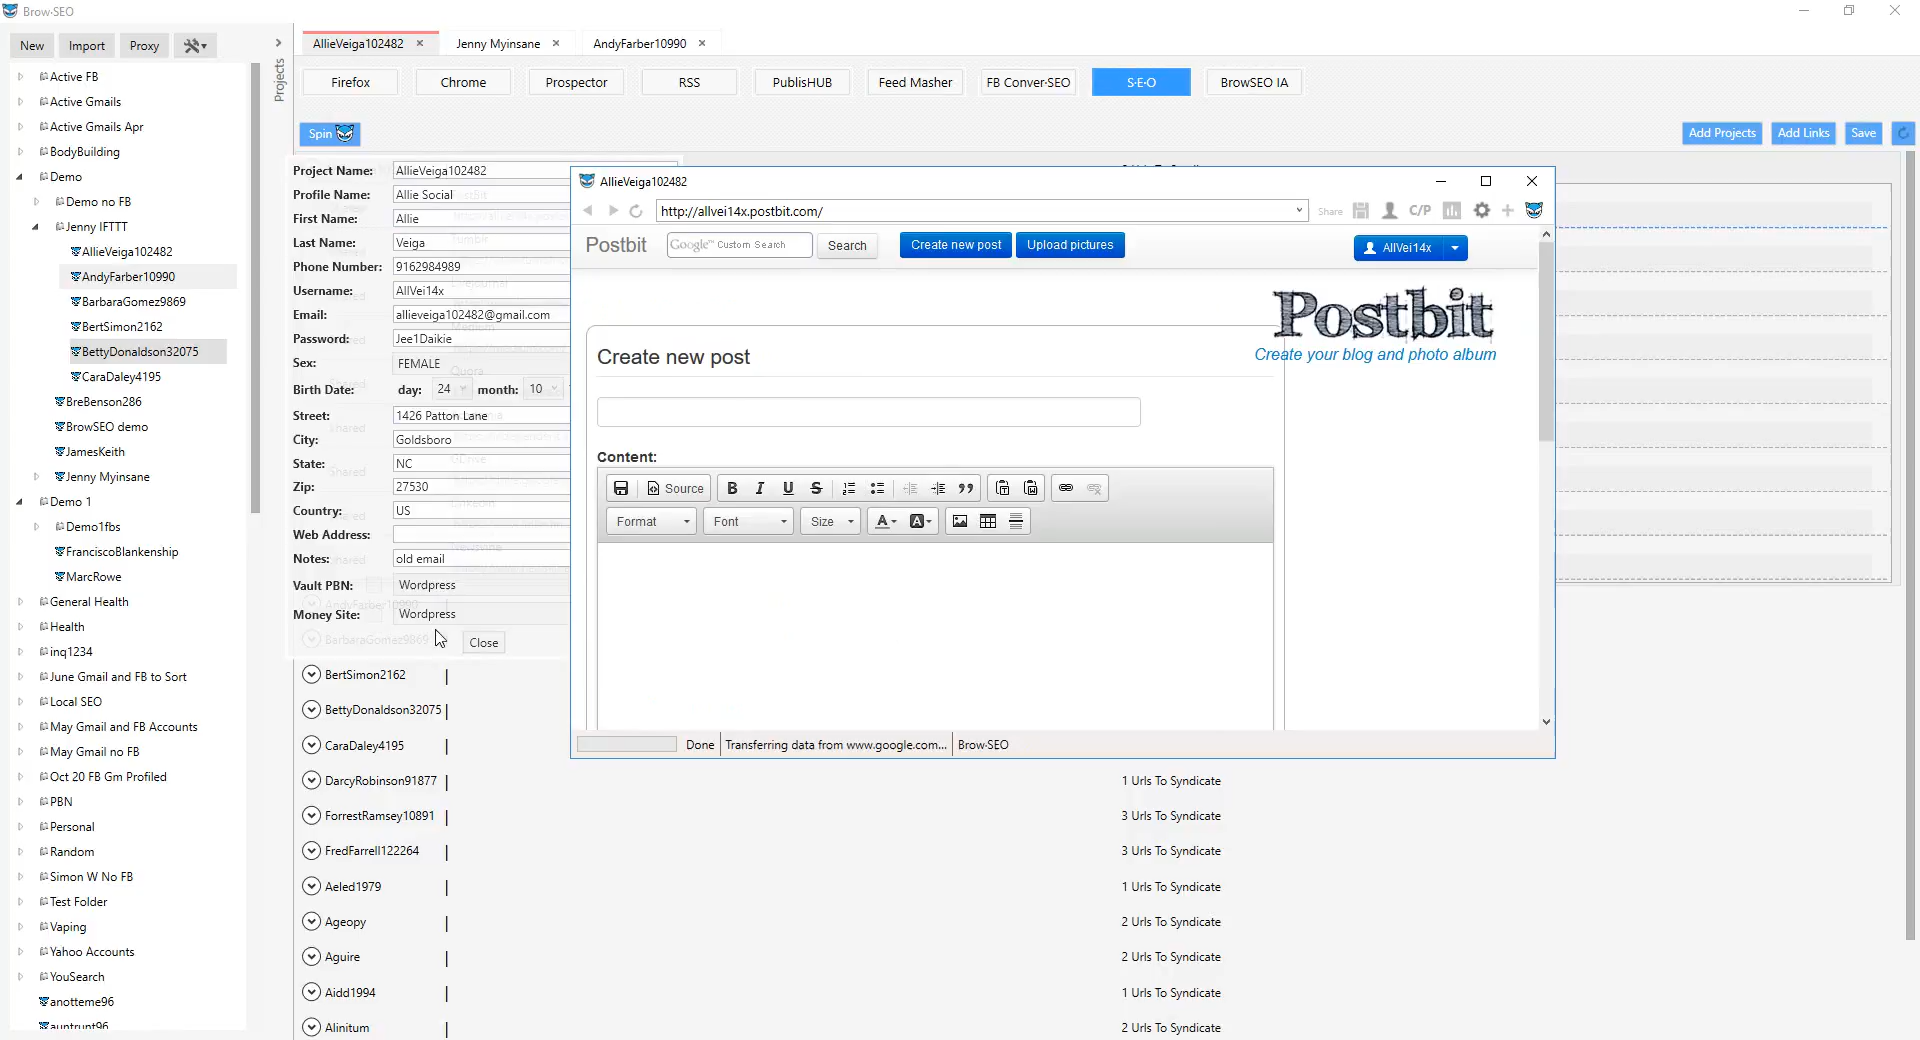 Brow·SEO
New Import Proxy
Projects
AllieVeiga102482 × Jenny Myinsane × AndyFarber10990 ×
Firefox Chrome Prospector RSS PublisHUB Feed Masher FB Conver·SEO S·E·O BrowSEO IA
Spin
Add Projects Add Links Save
Active FB
Active Gmails
Active Gmails Apr
BodyBuilding
Demo
Demo no FB
Jenny IFTTT
AllieVeiga102482
AndyFarber10990
BarbaraGomez9869
BertSimon2162
BettyDonaldson32075
CaraDaley4195
BreBenson286
BrowSEO demo
JamesKeith
Jenny Myinsane
Demo 1
Demo1fbs
FranciscoBlankenship
MarcRowe
General Health
Health
inq1234
June Gmail and FB to Sort
Local SEO
May Gmail and FB Accounts
May Gmail no FB
Oct 20 FB Gm Profiled
PBN
Personal
Random
Simon W No FB
Test Folder
Vaping
Yahoo Accounts
YouSearch
anotteme96
auntrunt96
Project Name: AllieVeiga102482
Profile Name: Allie Social
First Name: Allie
Last Name: Veiga
Phone Number: 9162984989
Username: AllVei14x
Email: allieveiga102482@gmail.com
Password: Jee1Daikie
Sex: FEMALE
Birth Date: day: 24 month: 10
Street: 1426 Patton Lane
City: Goldsboro
State: NC
Zip: 27530
Country: US
Web Address:
Notes: old email
Vault PBN: Wordpress
AndyFarber10990
Money Site: Wordpress
BarbaraGomez9869
Close
BertSimon2162
BettyDonaldson32075
CaraDaley4195
DarcyRobinson91877 1 Urls To Syndicate
ForrestRamsey10891 3 Urls To Syndicate
FredFarrell122264 3 Urls To Syndicate
Aeled1979 1 Urls To Syndicate
Ageopy 2 Urls To Syndicate
Aguire 2 Urls To Syndicate
Aidd1994 1 Urls To Syndicate
Alinitum 2 Urls To Syndicate
AllieVeiga102482
http://allvei14x.postbit.com/ Share C/P
Postbit Google™ Custom Search Search Create new post Upload pictures AllVei14x
Postbit
Create your blog and photo album
Create new post
Content:
Source B I U S
Format Font Size A A
Done Transferring data from www.google.com... Brow·SEO